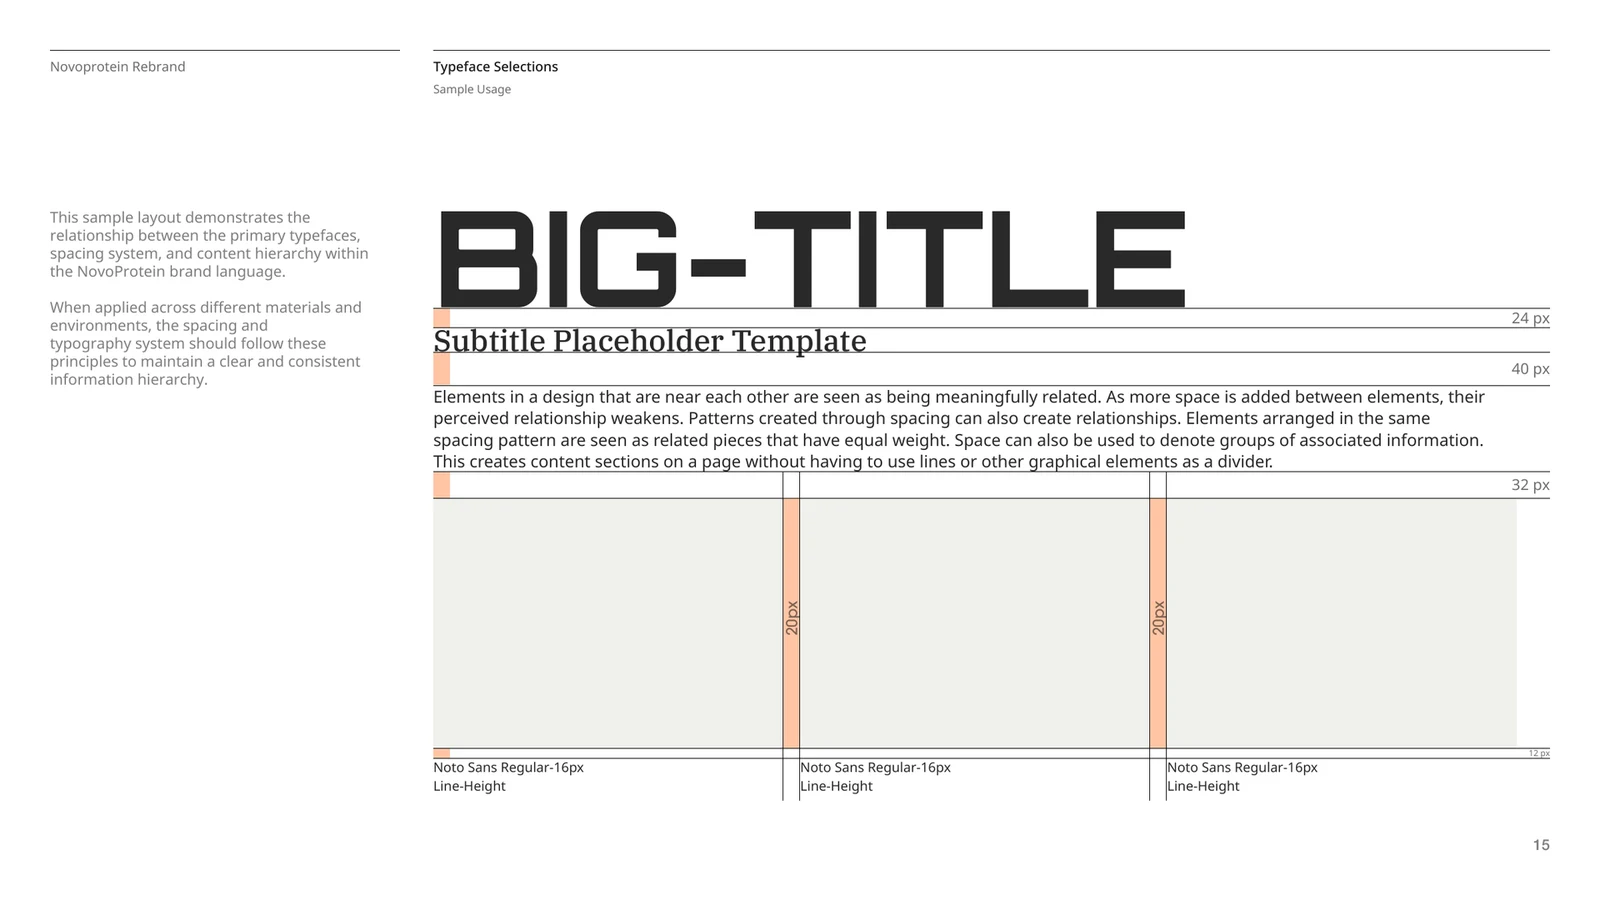 Novoprotein Rebrand
Typeface Selections
Sample Usage
This sample layout demonstrates the
relationship between the primary typefaces,
spacing system, and content hierarchy within
the NovoProtein brand language.
When applied across different materials and
environments, the spacing and
typography system should follow these
principles to maintain a clear and consistent
information hierarchy.
BIG-TITLE
24 px
Subtitle Placeholder Template
40 px
Elements in a design that are near each other are seen as being meaningfully related. As more space is added between elements, their
perceived relationship weakens. Patterns created through spacing can also create relationships. Elements arranged in the same
spacing pattern are seen as related pieces that have equal weight. Space can also be used to denote groups of associated information.
This creates content sections on a page without having to use lines or other graphical elements as a divider.
32 px
20px
20px
12 px
Noto Sans Regular-16px
Line-Height
Noto Sans Regular-16px
Line-Height
Noto Sans Regular-16px
Line-Height
15